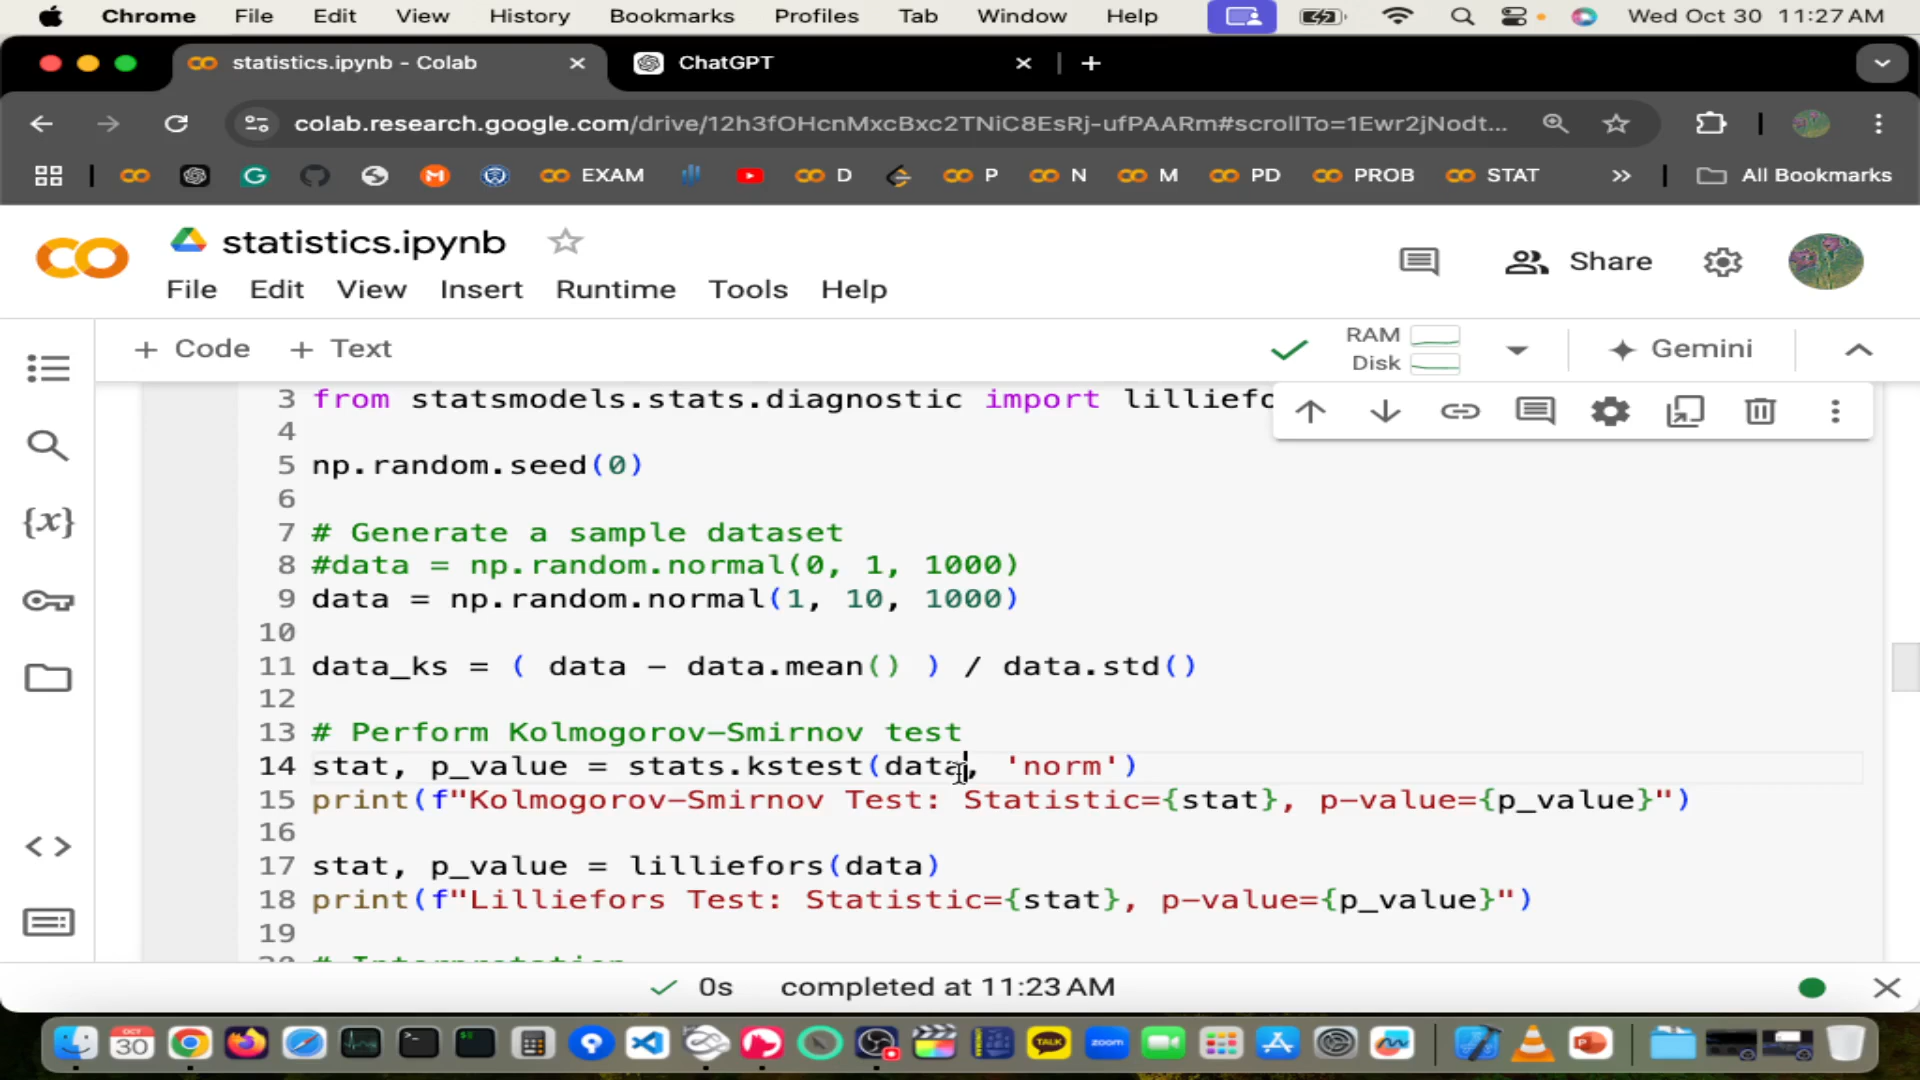 Chrome File Edit View History Bookmarks Profiles Tab Window Help Wed Oct 30 11:27 AM
statistics.ipynb - Colab ChatGPT
colab.research.google.com/drive/12h3fOHcnMxcBxc2TNiC8EsRj-ufPAARm#scrollTo=1Ewr2jNodt...
EXAM D P N M PD PROB STAT » All Bookmarks
statistics.ipynb
Share
File Edit View Insert Runtime Tools Help
+ Code + Text RAM Disk Gemini
3 from statsmodels.stats.diagnostic import lilliefo
4
5 np.random.seed(0)
6
7 # Generate a sample dataset
8 #data = np.random.normal(0, 1, 1000)
9 data = np.random.normal(1, 10, 1000)
10
11 data_ks = ( data - data.mean() ) / data.std()
12
13 # Perform Kolmogorov-Smirnov test
14 stat, p_value = stats.kstest(data, 'norm')
15 print(f"Kolmogorov-Smirnov Test: Statistic={stat}, p-value={p_value}")
16
17 stat, p_value = lilliefors(data)
18 print(f"Lilliefors Test: Statistic={stat}, p-value={p_value}")
19
20 # Interpretation
0s completed at 11:23 AM
OCT
30
TALK
zoom